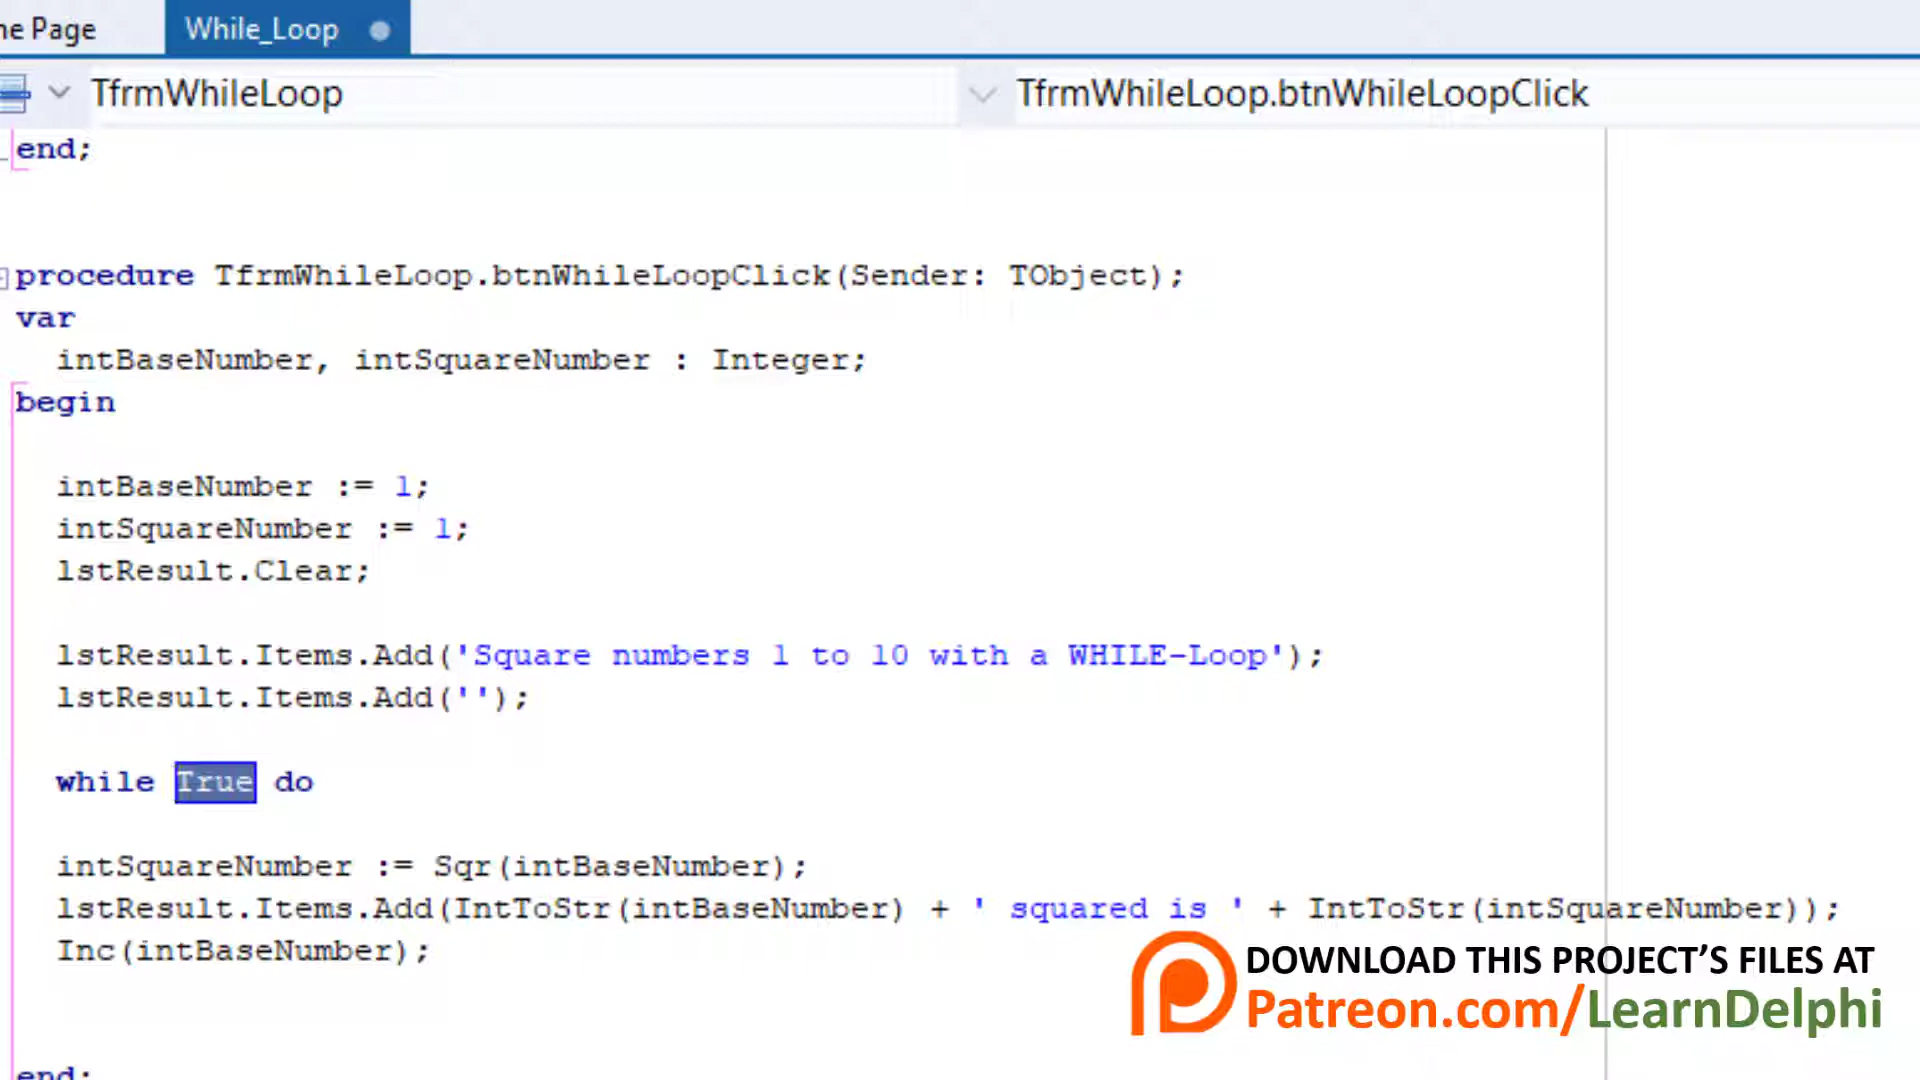 ne Page
While_Loop
TfrmWhileLoop
TfrmWhileLoop.btnWhileLoopClick
end;
procedure TfrmWhileLoop.btnWhileLoopClick(Sender: TObject);
var
intBaseNumber, intSquareNumber : Integer;
begin
intBaseNumber := 1;
intSquareNumber := 1;
lstResult.Clear;
lstResult.Items.Add('Square numbers 1 to 10 with a WHILE-Loop');
lstResult.Items.Add('');
while True do
intSquareNumber := Sqr(intBaseNumber);
lstResult.Items.Add(IntToStr(intBaseNumber) + ' squared is ' + IntToStr(intSquareNumber));
Inc(intBaseNumber);
DOWNLOAD THIS PROJECT'S FILES AT
Patreon.com/LearnDelphi
end;